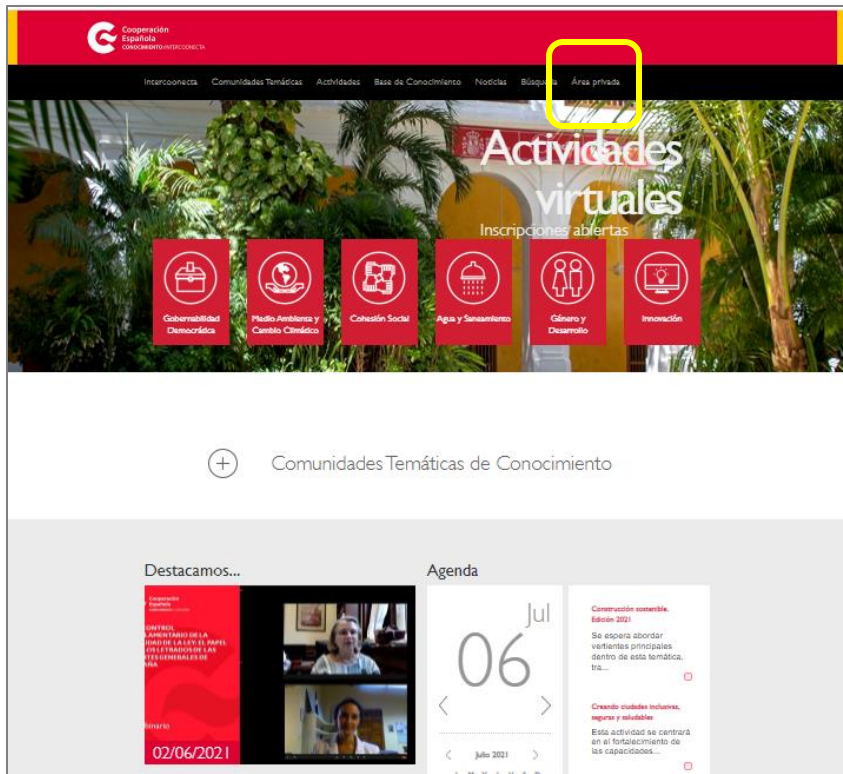 Cooperación
Española
CONOCIMIENTO/INTERCOONECTA
Intercoonecta Comunidades Temáticas Actividades Base de Conocimiento Noticias Búsqueda Área privada
Actividades
virtuales
Inscripciones abiertas
Gobernabilidad
Democrática
Medio Ambiente y
Cambio Climático
Cohesión Social
Agua y Saneamiento
Género y
Desarrollo
Innovación
Comunidades Temáticas de Conocimiento
Destacamos...
Agenda
Cooperación
Española
ONTROL
LAMENTARIO DE LA
IDAD DE LA LEY: EL PAPEL
LOS LETRADOS DE LAS
TES GENERALES DE
AÑA
binario
02/06/2021
Jul
06
Julio 2021
Construcción sostenible.
Edición 2021
Se espera abordar
vertientes principales
dentro de esta temática,
tra...
Creando ciudades inclusivas,
seguras y saludables
Esta actividad se centrará
en el fortalecimiento de
las capacidades...